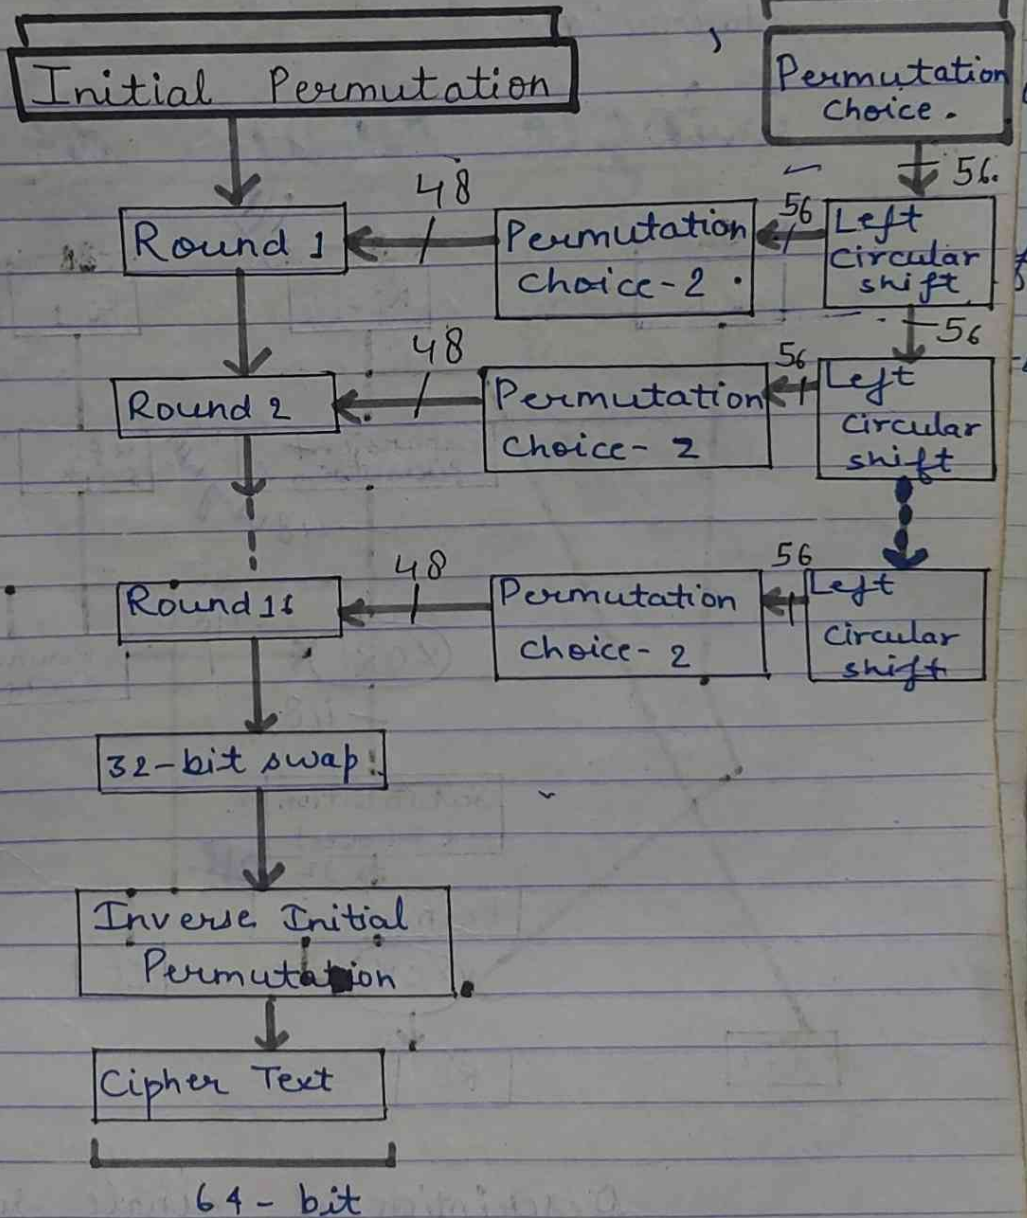 Initial Permutation
Permutation
Choice.
56.
48
56
Round 1
Permutation
Choice-2.
Left
circular
shift
56
48
56
Round 2
Permutation
Choice-2
Left
circular
shift
48
56
Permutation
Choice-2
Left
circular
shift
Round
32-bit swap
Inverse Initial
Permutation
Cipher Text
64-bit